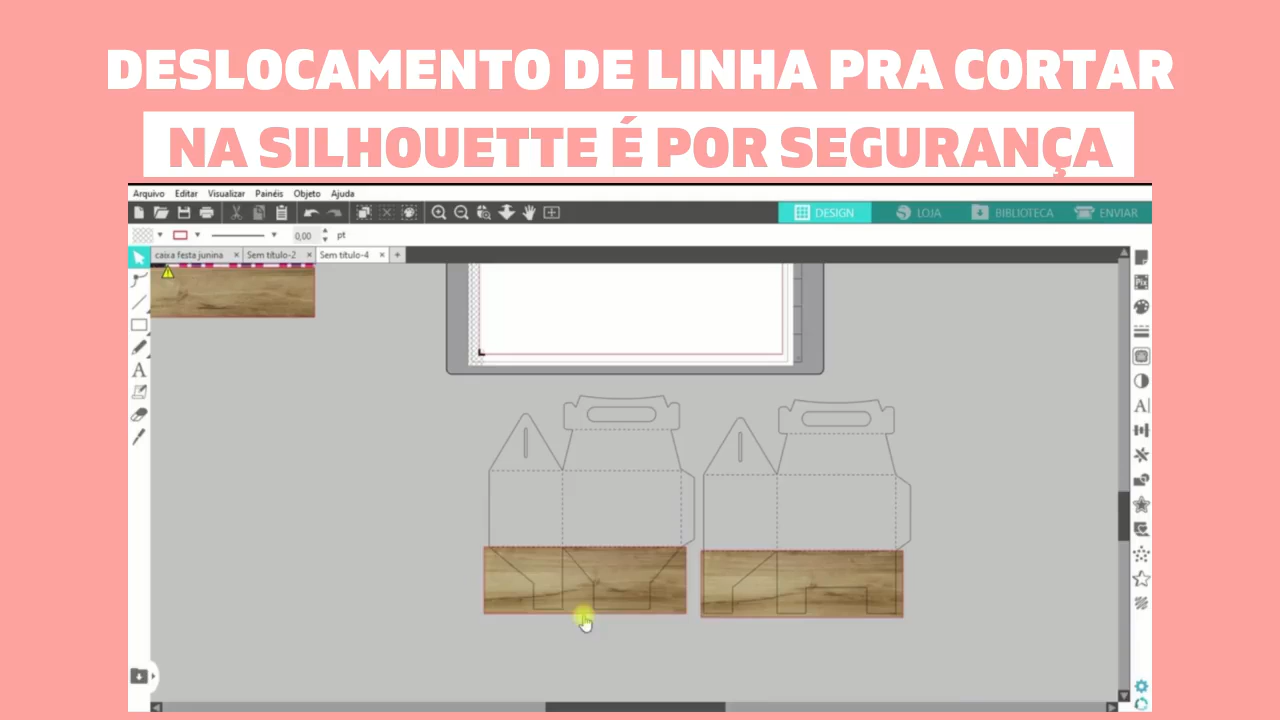 DESLOCAMENTO DE LINHA PRA CORTAR
NA SILHOUETTE É POR SEGURANÇA
Arquivo Editar Visualizar Painéis Objeto Ajuda
DESIGN LOJA BIBLIOTECA ENVIAR
0,00 pt
caixa festa junina Sem título-2 Sem título-4